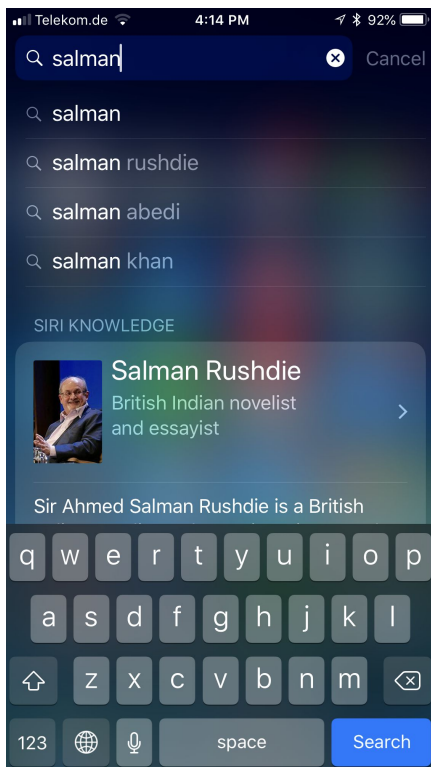 Telekom.de 4:14 PM 92%
salman Cancel
salman
salman rushdie
salman abedi
salman khan
SIRI KNOWLEDGE
Salman Rushdie
British Indian novelist
and essayist
Sir Ahmed Salman Rushdie is a British
q w e r t y u i o p
a s d f g h j k l
z x c v b n m
123 space Search